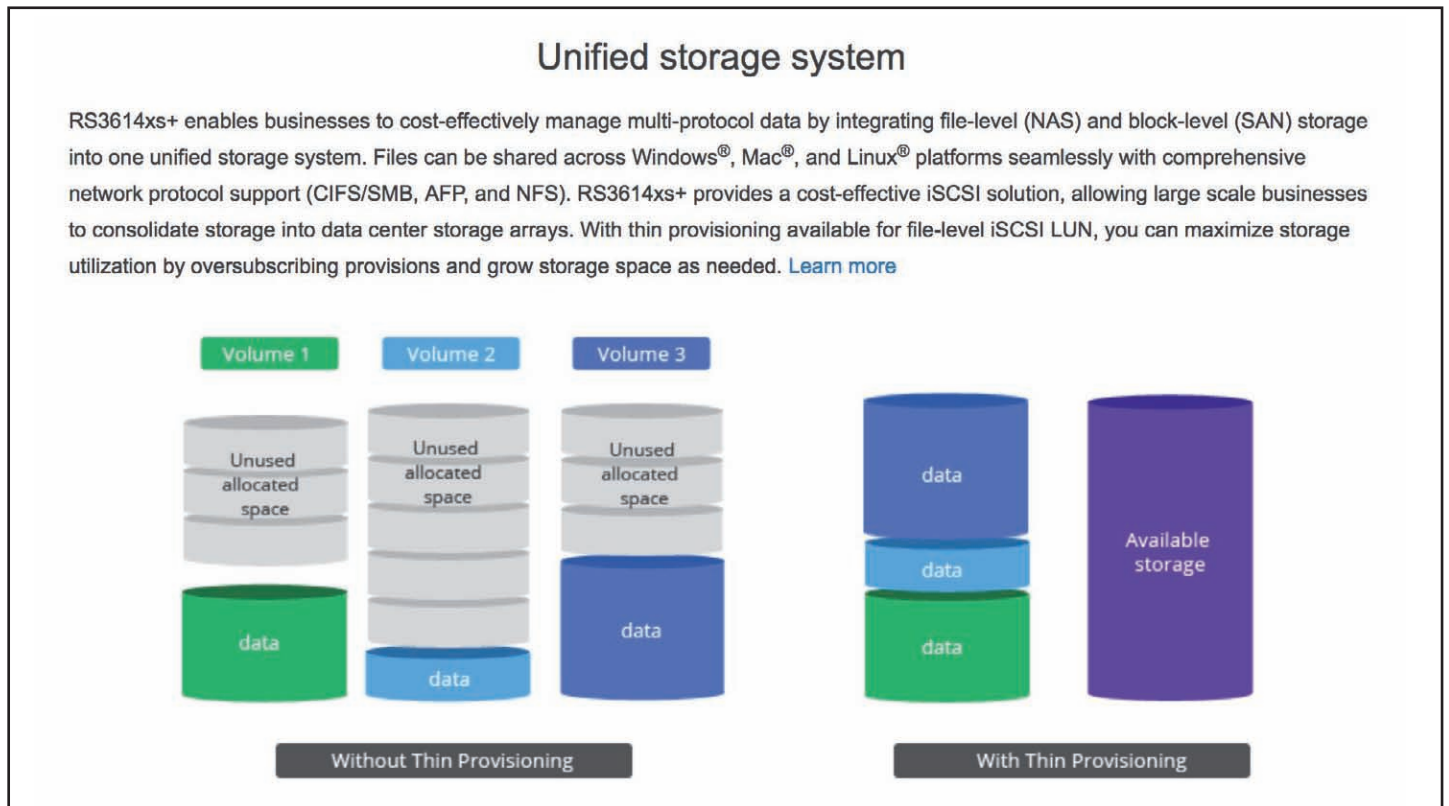 Unified storage system
RS3614xs+ enables businesses to cost-effectively manage multi-protocol data by integrating file-level (NAS) and block-level (SAN) storage
into one unified storage system. Files can be shared across Windows®, Mac®, and Linux® platforms seamlessly with comprehensive
network protocol support (CIFS/SMB, AFP, and NFS). RS3614xs+ provides a cost-effective iSCSI solution, allowing large scale businesses
to consolidate storage into data center storage arrays. With thin provisioning available for file-level iSCSI LUN, you can maximize storage
utilization by oversubscribing provisions and grow storage space as needed. Learn more
Volume 1
Volume 2
Volume 3
Unused
allocated
space
data
Unused
allocated
space
data
Unused
allocated
space
data
Without Thin Provisioning
data
data
data
Available
storage
With Thin Provisioning